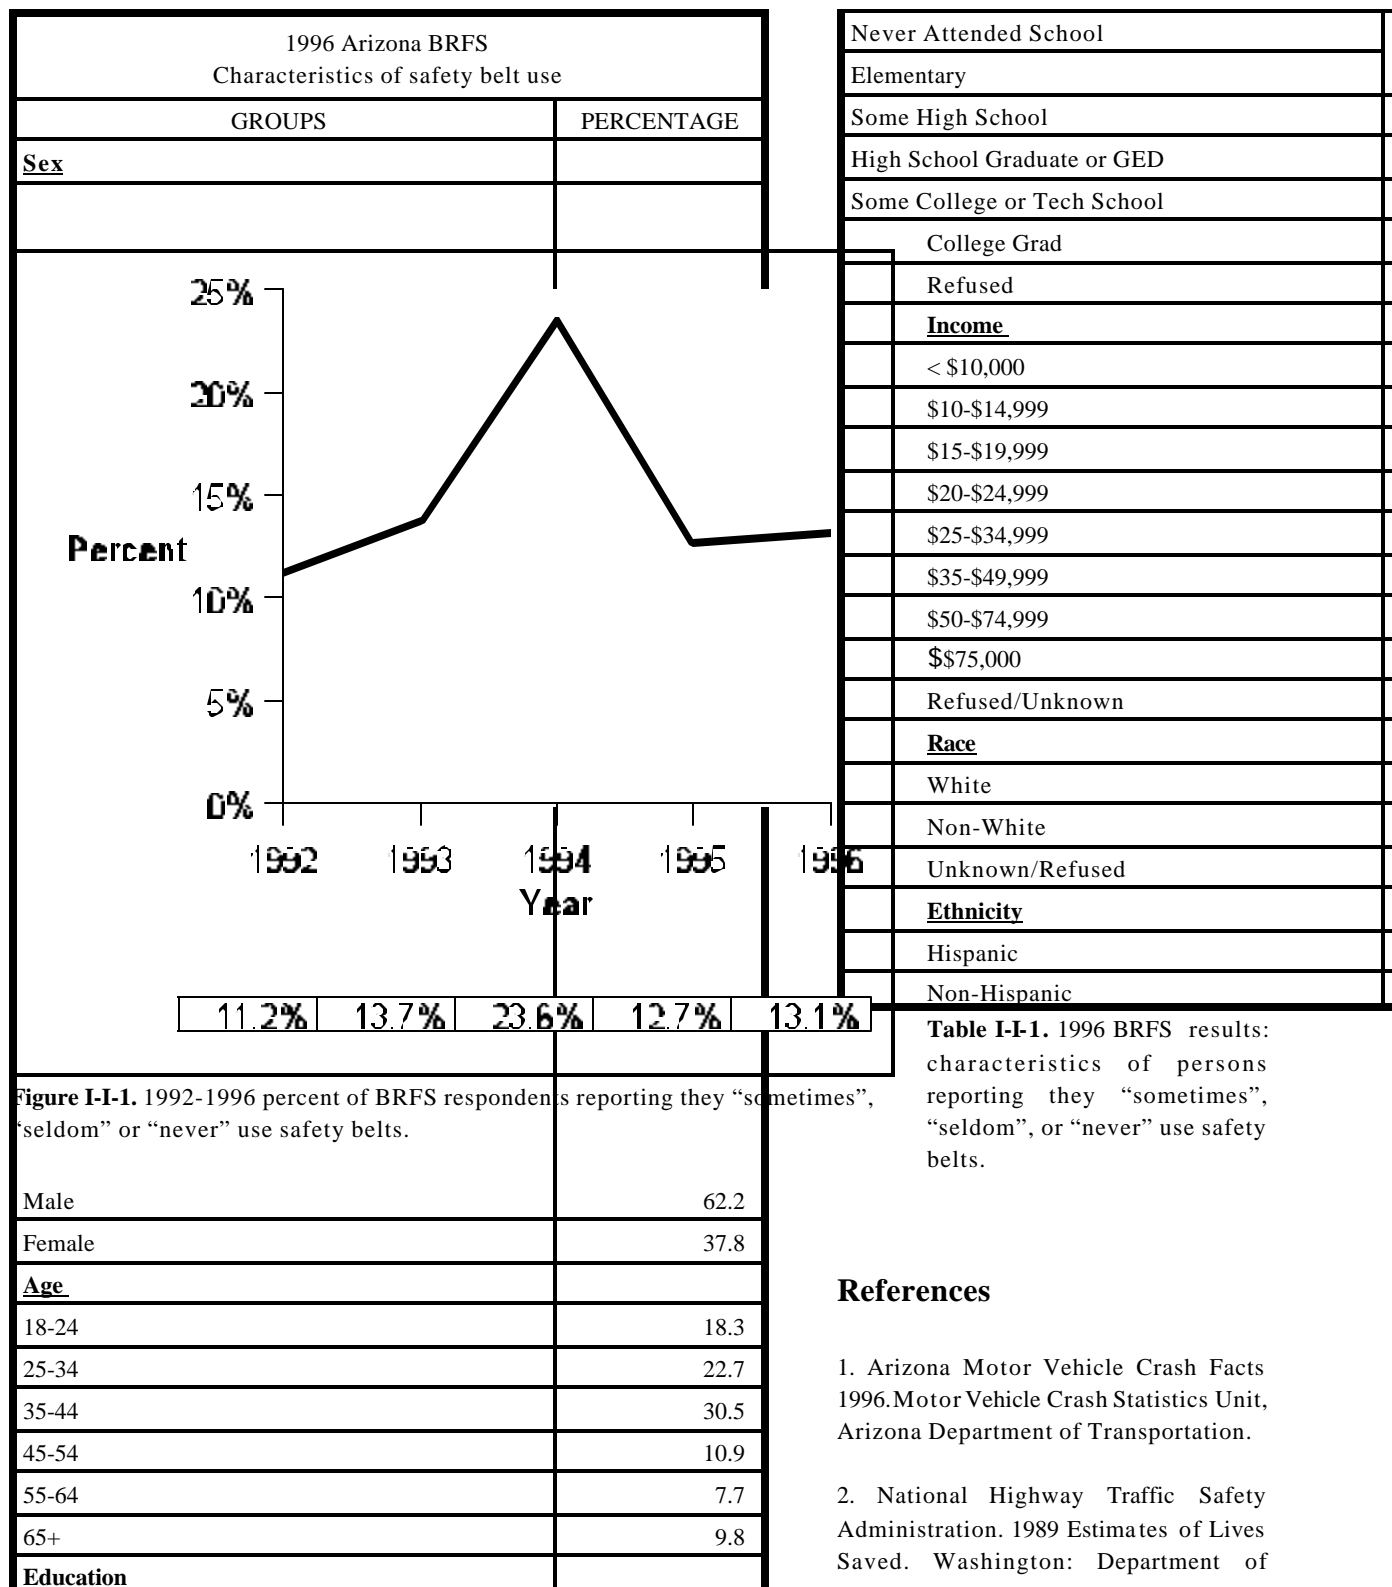 1996 Arizona BRFS
Characteristics of safety belt use
GROUPS PERCENTAGE
Sex
25%
20%
15%
Percent
10%
5%
0%
1992 1993 1994 1995 1996
Year
11.2% 13.7% 23.6% 12.7% 13.1%
Figure I-I-1. 1992-1996 percent of BRFS respondents reporting they “sometimes”,
“seldom” or “never” use safety belts.
Male 62.2
Female 37.8
Age
18-24 18.3
25-34 22.7
35-44 30.5
45-54 10.9
55-64 7.7
65+ 9.8
Education
Never Attended School
Elementary
Some High School
High School Graduate or GED
Some College or Tech School
College Grad
Refused
Income
< $10,000
$10-$14,999
$15-$19,999
$20-$24,999
$25-$34,999
$35-$49,999
$50-$74,999
$$75,000
Refused/Unknown
Race
White
Non-White
Unknown/Refused
Ethnicity
Hispanic
Non-Hispanic
Table I-I-1. 1996 BRFS results:
characteristics of persons
reporting they “sometimes”,
“seldom”, or “never” use safety
belts.
References
1. Arizona Motor Vehicle Crash Facts
1996.Motor Vehicle Crash Statistics Unit,
Arizona Department of Transportation.
2. National Highway Traffic Safety
Administration. 1989 Estimates of Lives
Saved. Washington: Department of